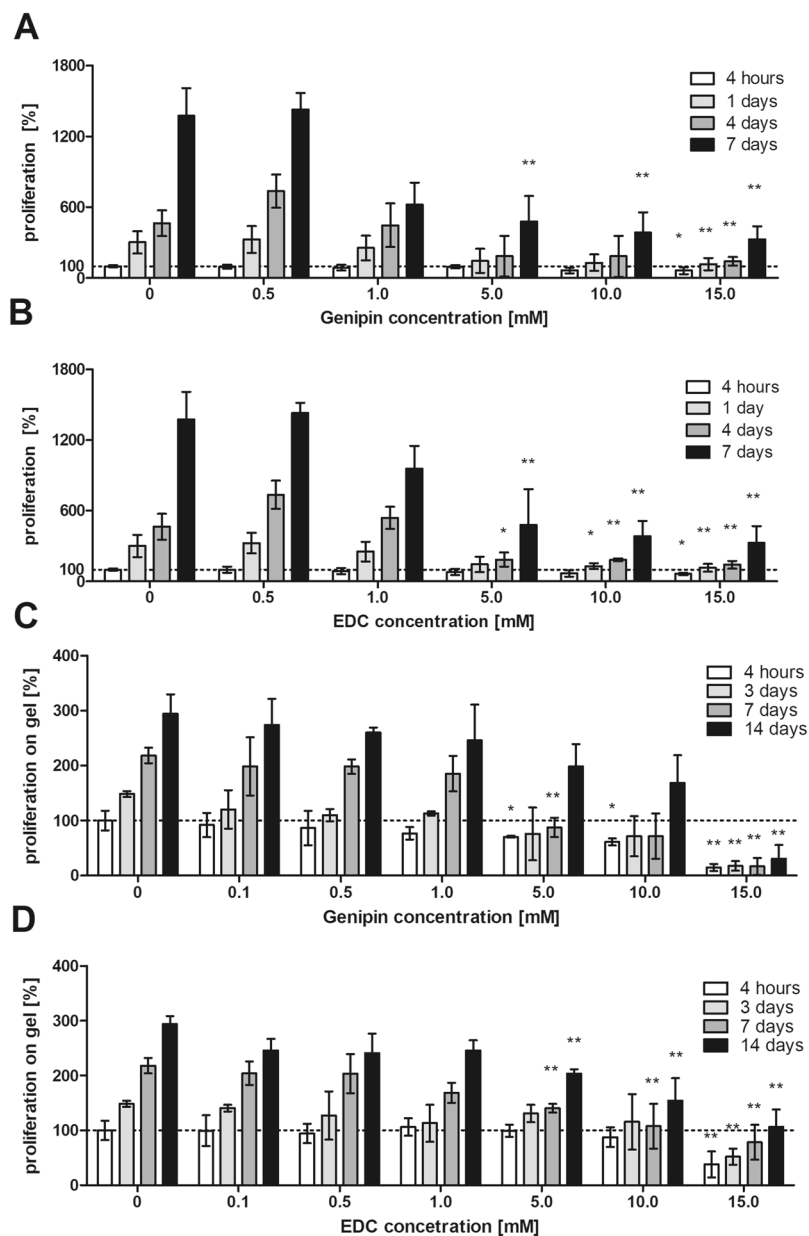 A
1800
1200
600
100
0
proliferation [%]
4 hours
1 days
4 days
7 days
**
**
*
**
**
**
0
0.5
1.0
5.0
10.0
15.0
Genipin concentration [mM]
B
1800
1200
600
100
0
proliferation [%]
4 hours
1 day
4 days
7 days
*
**
*
**
**
*
**
**
**
0
0.5
1.0
5.0
10.0
15.0
EDC concentration [mM]
C
400
300
200
100
0
proliferation on gel [%]
4 hours
3 days
7 days
14 days
*
**
*
**
**
**
**
0
0.1
0.5
1.0
5.0
10.0
15.0
Genipin concentration [mM]
D
400
300
200
100
0
proliferation on gel [%]
4 hours
3 days
7 days
14 days
**
**
**
**
**
**
**
**
0
0.1
0.5
1.0
5.0
10.0
15.0
EDC concetration [mM]